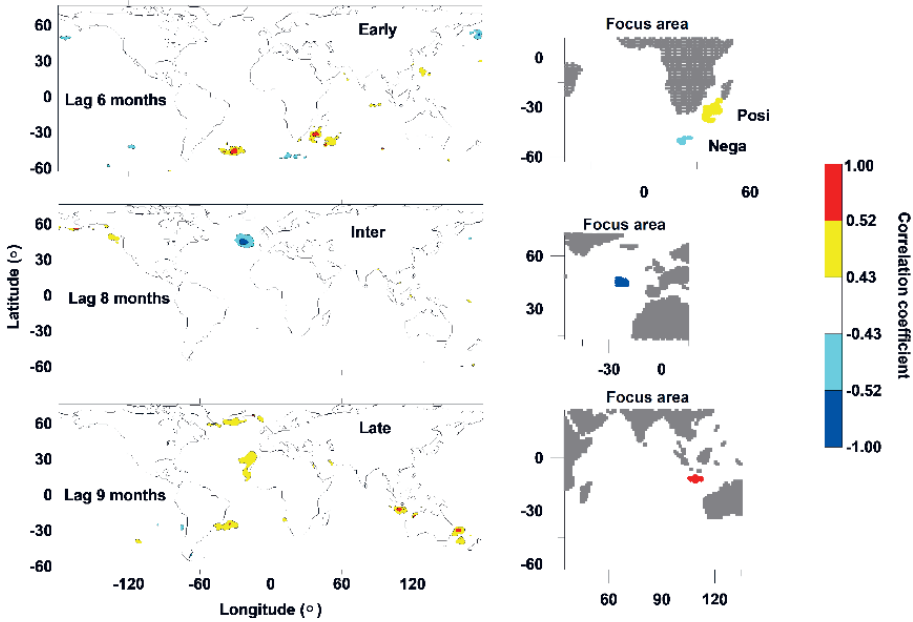 60
30
0
-30
-60
Early
Lag 6 months
Focus area
0
-30
-60
Posi
Nega
0
60
60
30
0
-30
-60
Inter
Lag 8 months
Focus area
60
30
-30
0
60
30
0
-30
-60
Late
Lag 9 months
-120
-60
0
60
120
Focus area
0
-30
-60
60
90
120
Latitude (o)
Longitude (o)
1.00
0.52
0.43
-0.43
-0.52
-1.00
Correlation coefficient